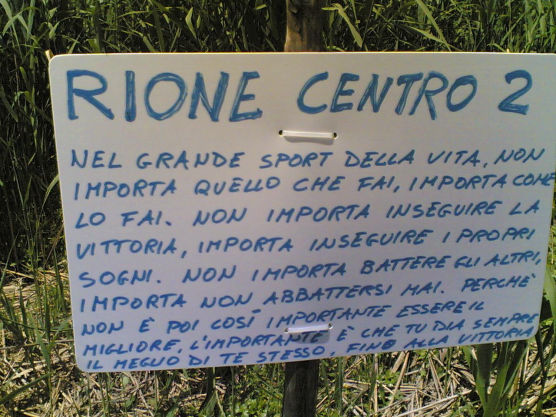 RIONE CENTRO 2
NEL GRANDE SPORT DELLA VITA, NON
IMPORTA QUELLO CHE FAI, IMPORTA COME
LO FAI. NON IMPORTA INSEGUIRE LA
VITTORIA, IMPORTA INSEGUIRE I PROPRI
SOGNI. NON IMPORTA BATTERE GLI ALTRI,
IMPORTA NON ABBATTERSI MAI. PERCHÈ
NON È POI COSÍ IMPORTANTE ESSERE IL
MIGLIORE, L'IMPORTANTE È CHE TU DIA SEMPRE
IL MEGLIO DI TE STESSO, FINO ALLA VITTORIA